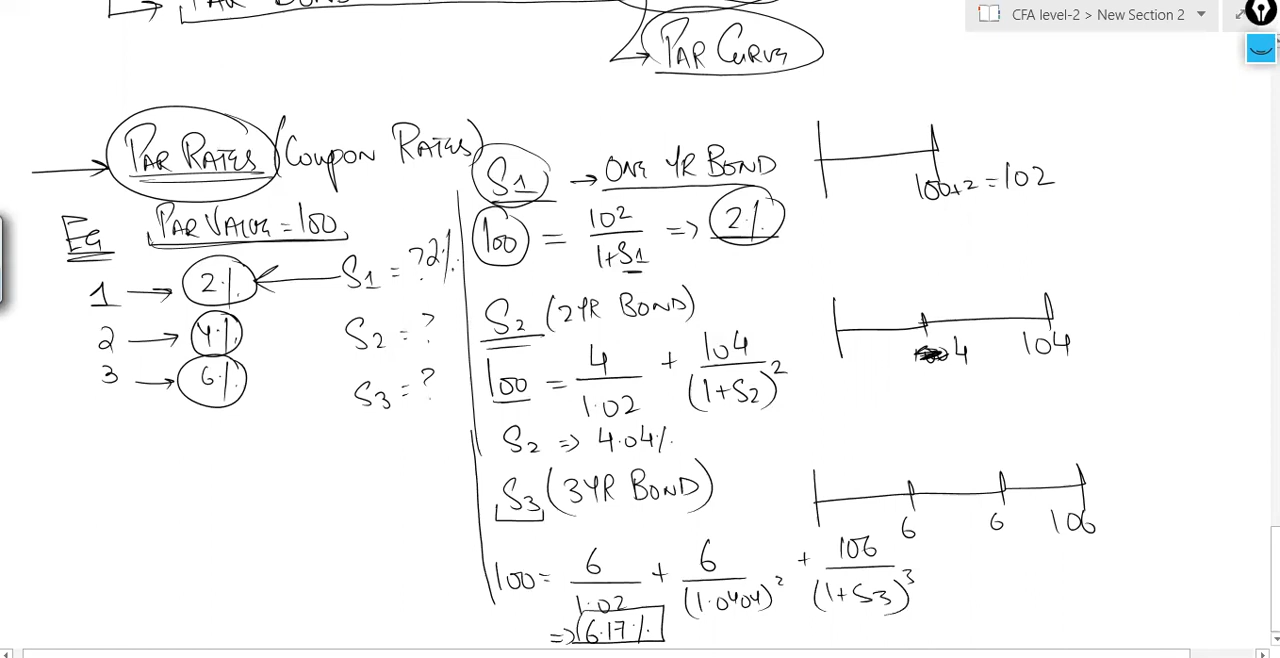 PAR BOND
CFA level-2 > New Section 2
PAR CURVE
PAR RATES (COUPON RATES)
Eg PAR VALUE = 100
1 → 2%
2 → 4%
3 → 6%
S1 = ? 2%
S2 = ?
S3 = ?
S1 → ONE YR BOND
100 = 102/(1+S1) => 2%
100+2 = 102
S2 (2YR BOND)
100 = 4/1.02 + 104/(1+S2)^2
S2 => 4.04%
4 104
S3 (3YR BOND)
6 6 106
100 = 6/1.02 + 6/(1.0404)^2 + 106/(1+S3)^3
=> 6.17%